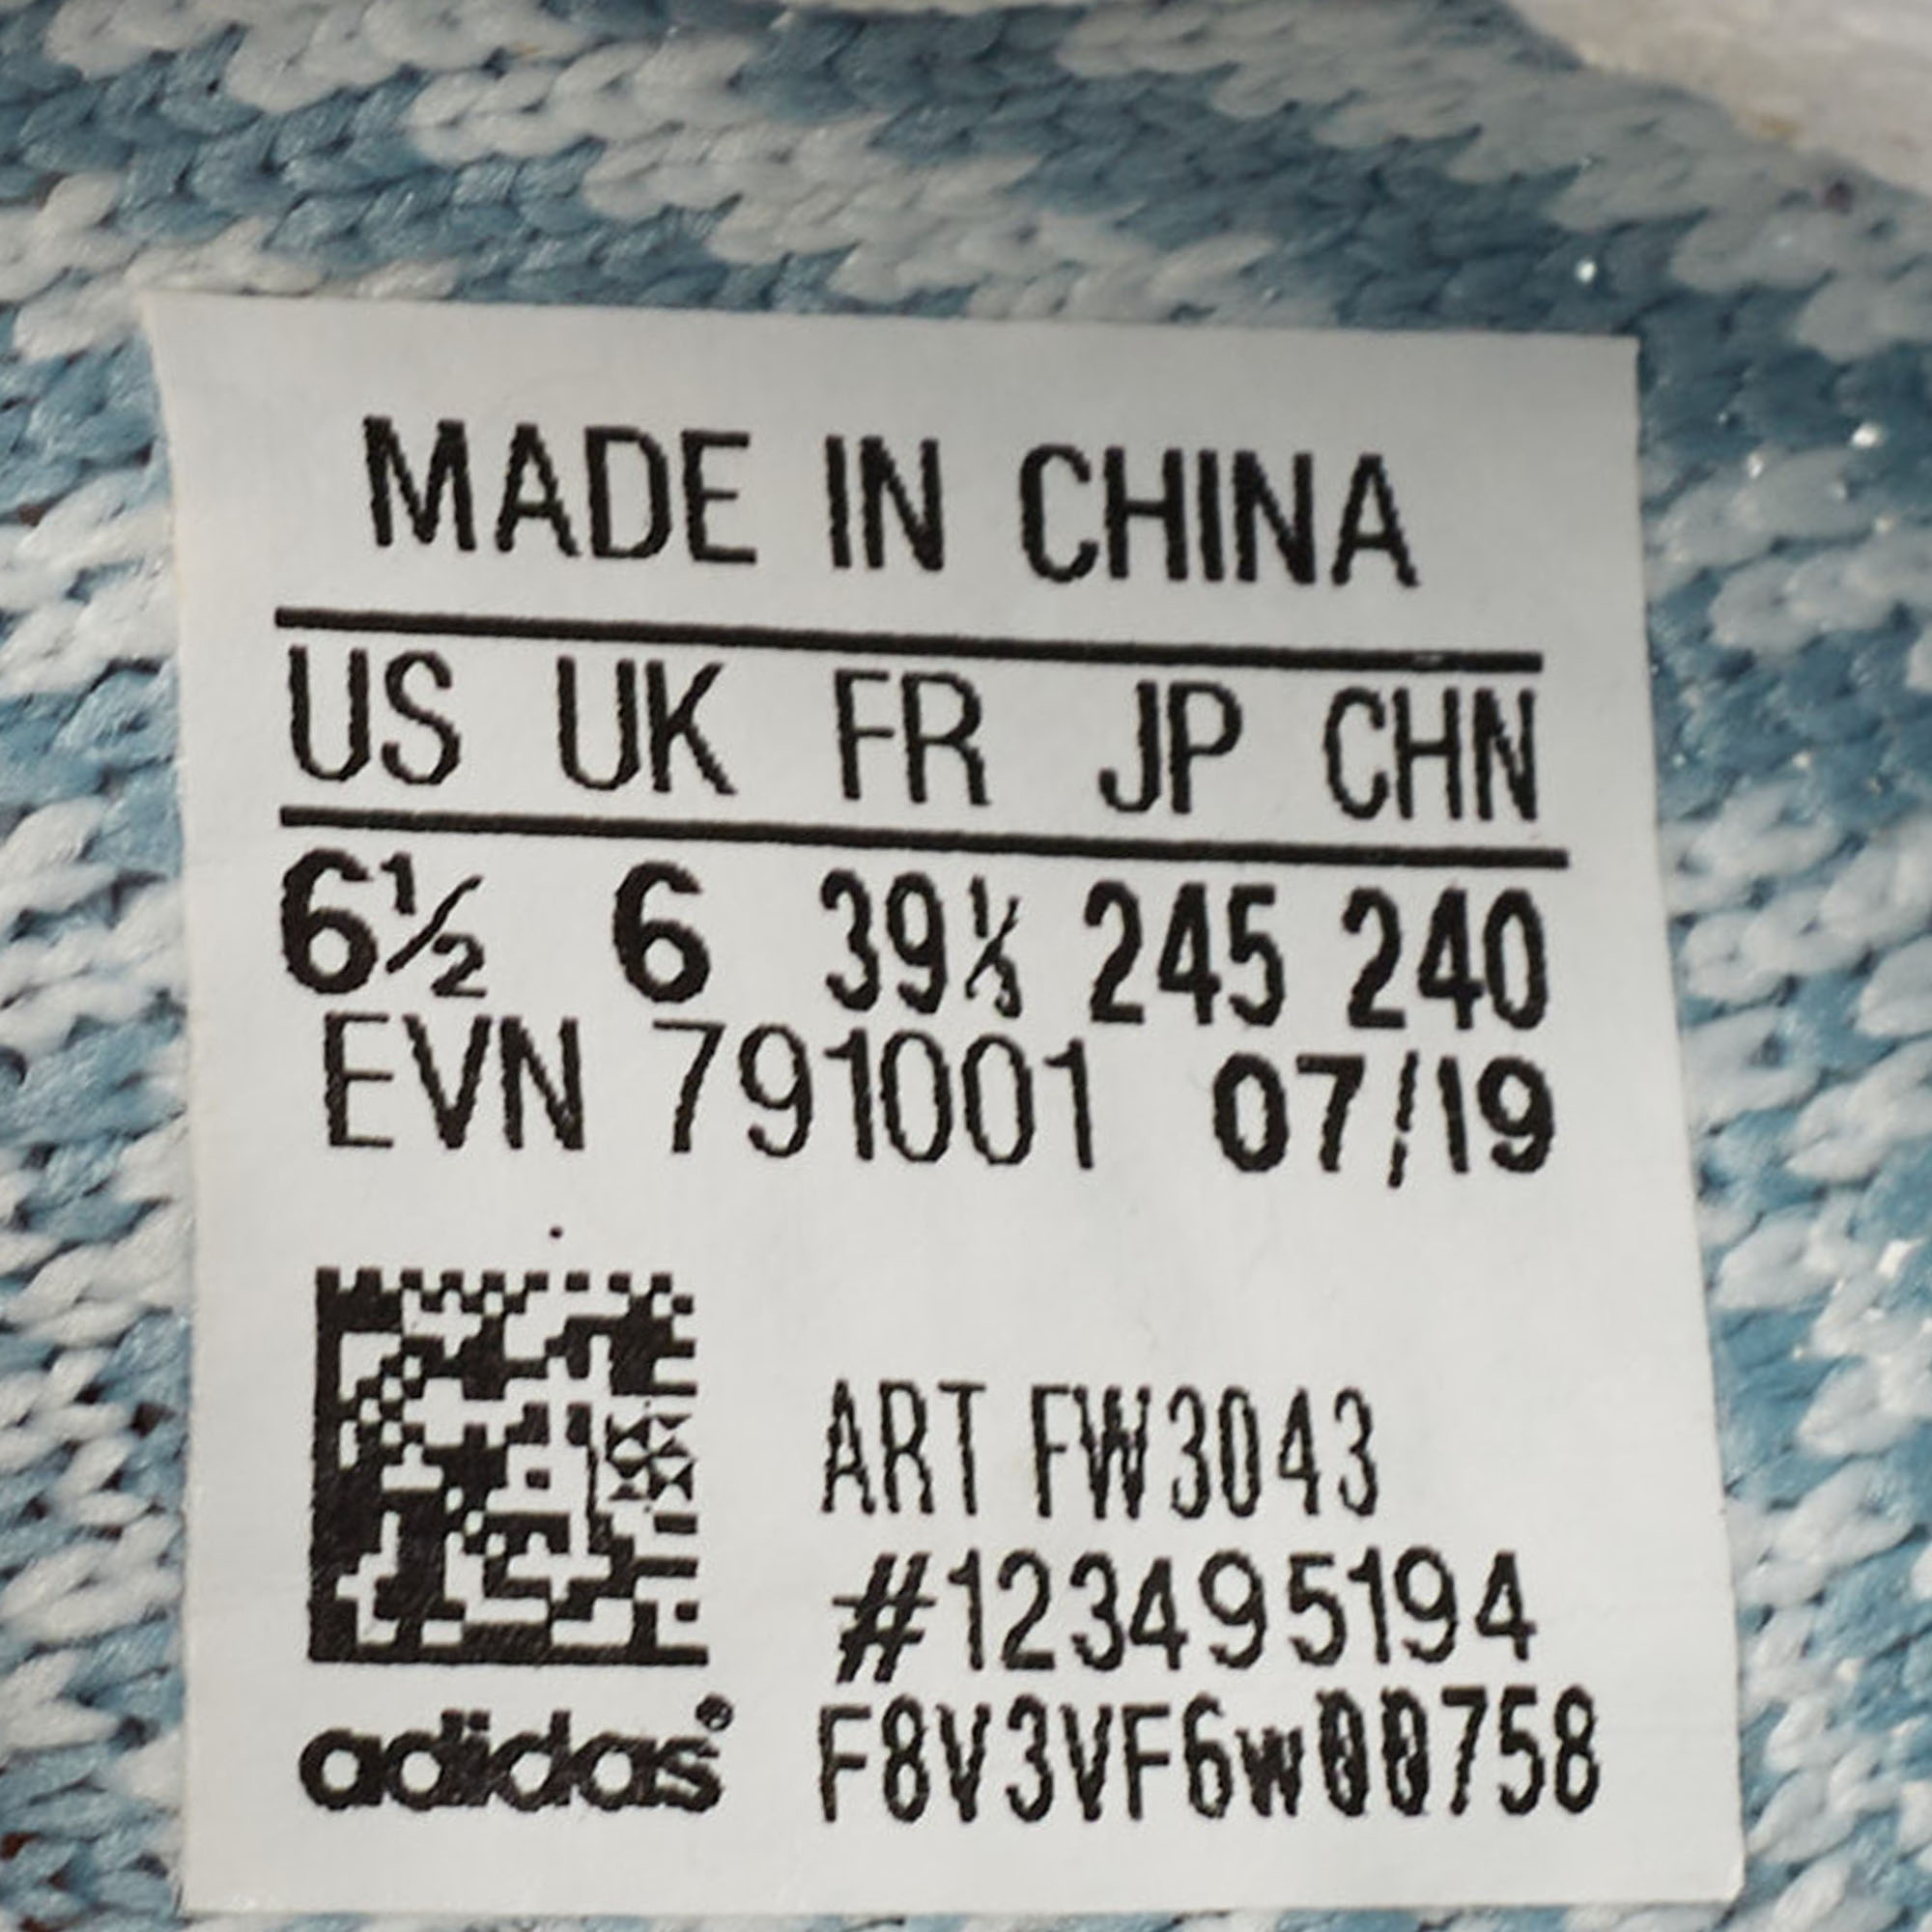 MADE IN CHINA
US UK FR JP CHN
6½ 6 39⅓ 245 240
EVN 791001 07/19
ART FW3043
#123495194
adidas® F8V3VF6w00758